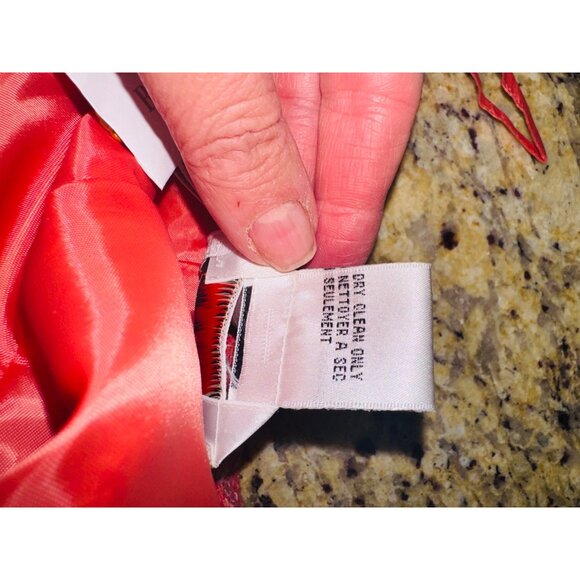 DRY CLEAN ONLY
NETTOYER A SEC
SEULEMENT